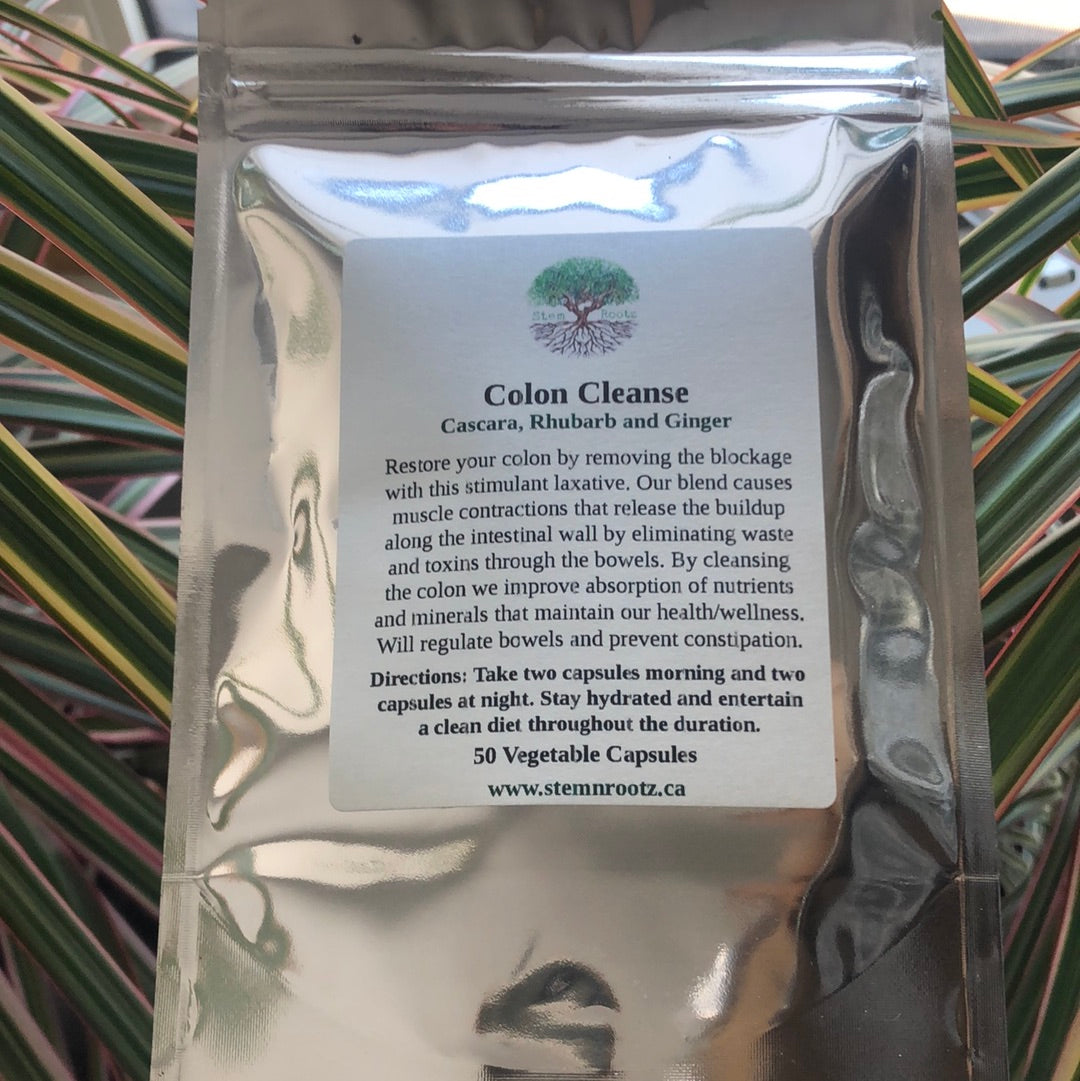 Stem Rootz
Colon Cleanse
Cascara, Rhubarb and Ginger
Restore your colon by removing the blockage
with this stimulant laxative. Our blend causes
muscle contractions that release the buildup
along the intestinal wall by eliminating waste
and toxins through the bowels. By cleansing
the colon we improve absorption of nutrients
and minerals that maintain our health/wellness.
Will regulate bowels and prevent constipation.
Directions: Take two capsules morning and two
capsules at night. Stay hydrated and entertain
a clean diet throughout the duration.
50 Vegetable Capsules
www.stemnrootz.ca